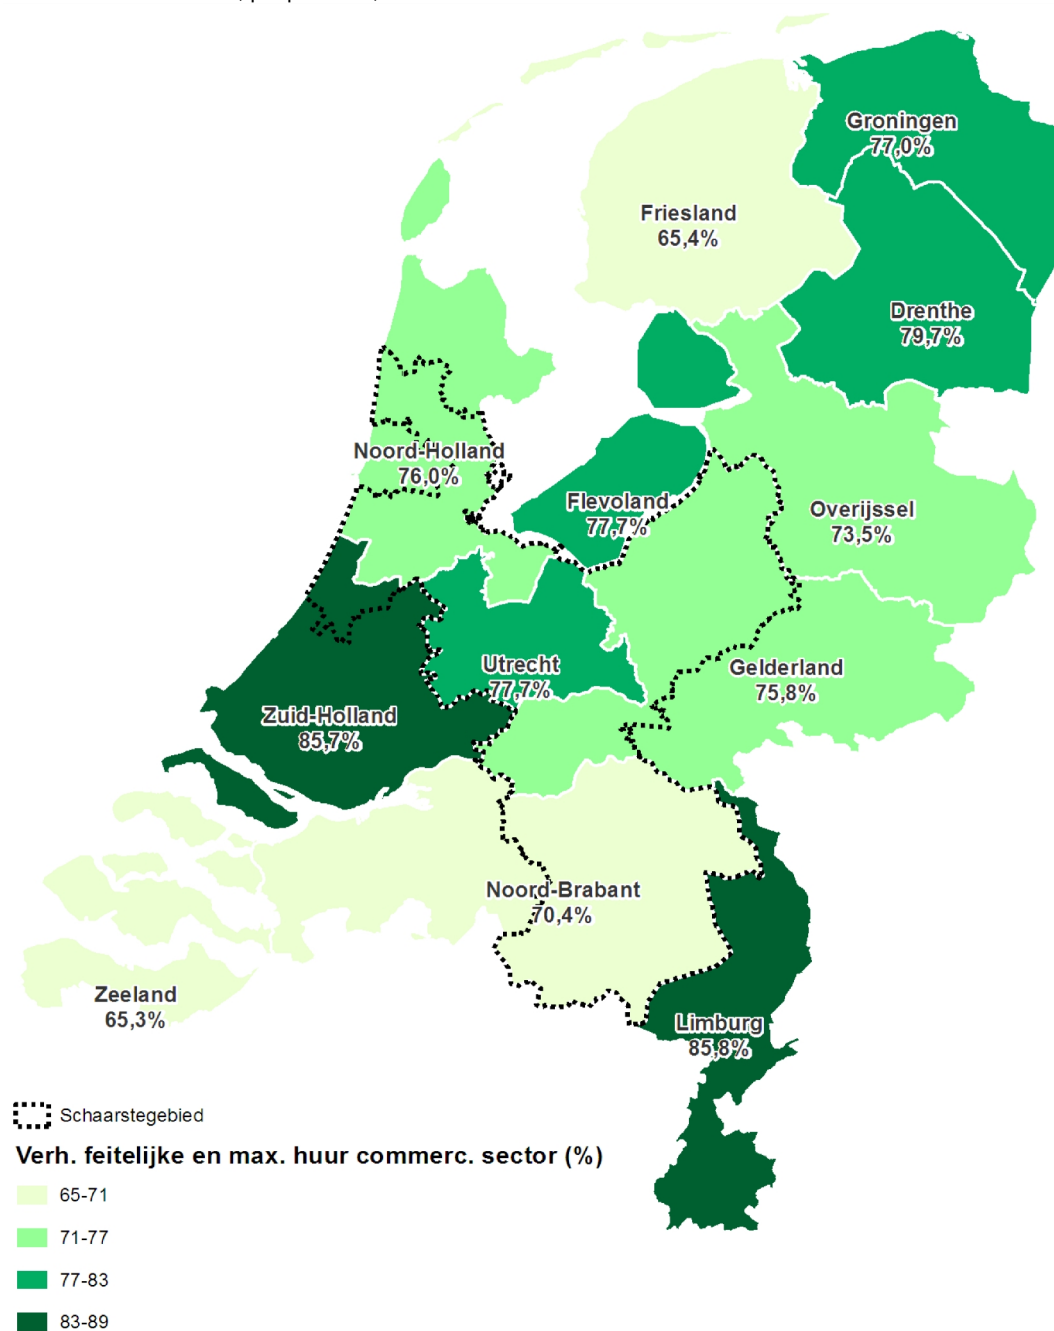 Groningen
77,0%
Friesland
65,4%
Drenthe
79,7%
Noord-Holland
76,0%
Flevoland
77,7%
Overijssel
73,5%
Utrecht
77,7%
Gelderland
75,8%
Zuid-Holland
85,7%
Noord-Brabant
70,4%
Zeeland
65,3%
Limburg
85,8%
Schaarstegebied
Verh. feitelijke en max. huur commerc. sector (%)
65-71
71-77
77-83
83-89